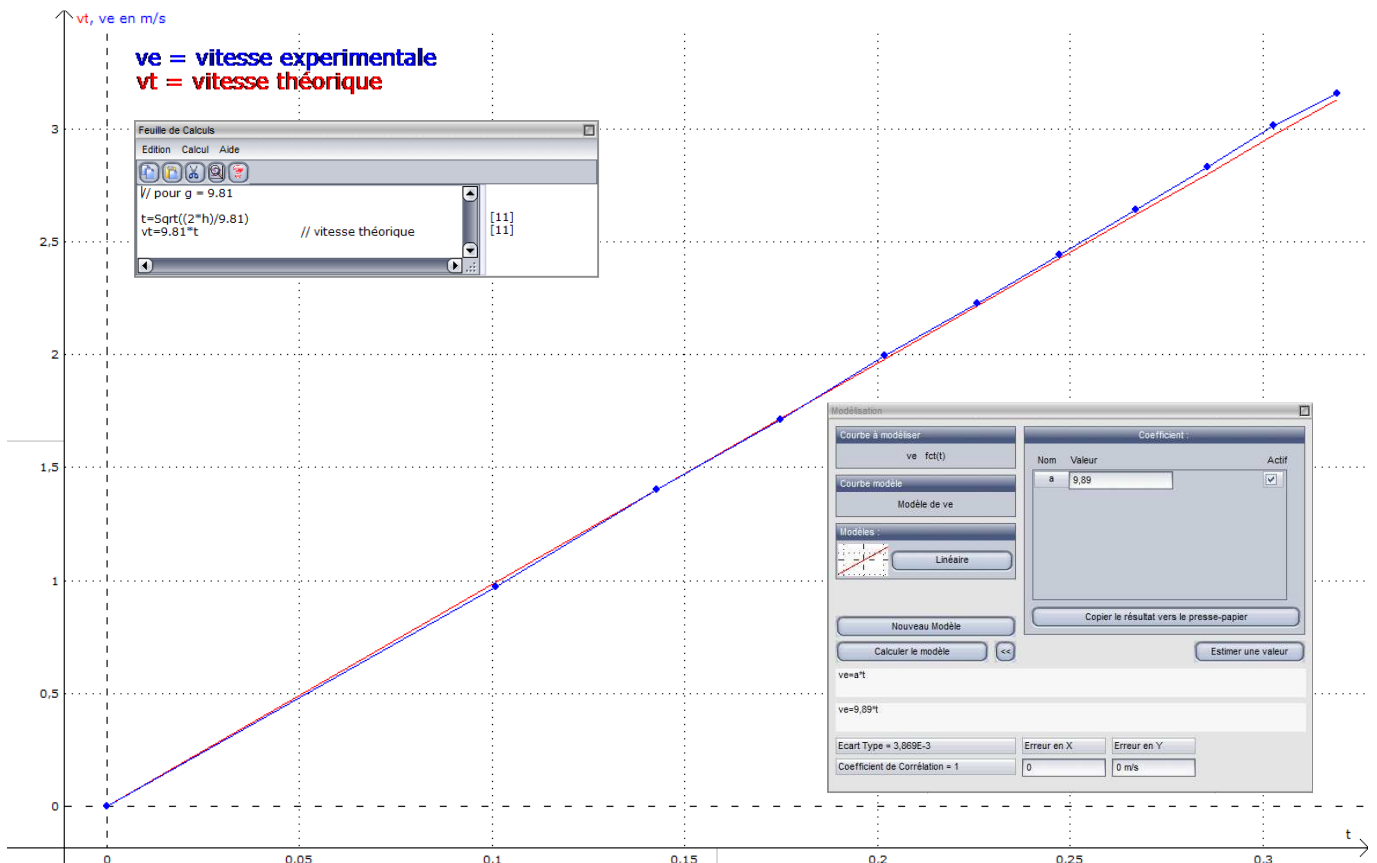 vt, ve en m/s
ve = vitesse experimentale
vt = vitesse théorique
Feuille de Calculs
Edition Calcul Aide
// pour g = 9.81
t=Sqrt((2*h)/9.81) [11]
vt=9.81*t // vitesse théorique [11]
3
2,5
2
1,5
1
0,5
0
Modélisation
Courbe à modéliser
ve fct(t)
Courbe modèle
Modèle de ve
Modèles :
Linéaire
Nouveau Modèle
Calculer le modèle <<
Coefficient :
Nom Valeur Actif
a 9,89
Copier le résultat vers le presse-papier
Estimer une valeur
ve=a*t
ve=9,89*t
Ecart Type = 3,869E-3 Erreur en X Erreur en Y
Coefficient de Corrélation = 1 0 0 m/s
t
0 0,05 0,1 0,15 0,2 0,25 0,3